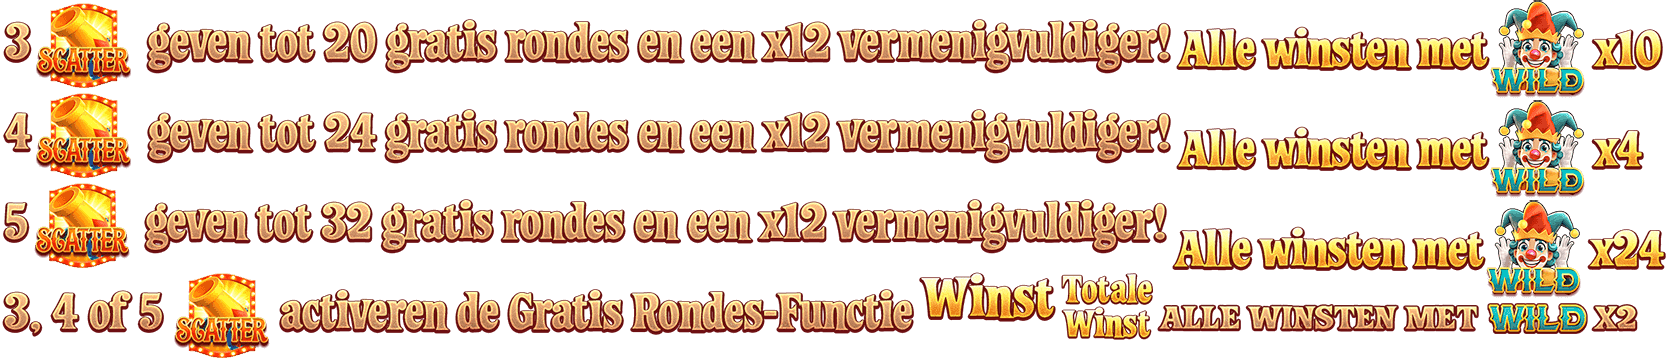 3 SCATTER geven tot 20 gratis rondes en een x12 vermenigvuldiger!
Alle winsten met WILD x10
4 SCATTER geven tot 24 gratis rondes en een x12 vermenigvuldiger!
Alle winsten met WILD x4
5 SCATTER geven tot 32 gratis rondes en een x12 vermenigvuldiger!
Alle winsten met WILD x24
3, 4 of 5 SCATTER activeren de Gratis Rondes-Functie
Winst
Totale
Winst
ALLE WINSTEN MET WILD X2